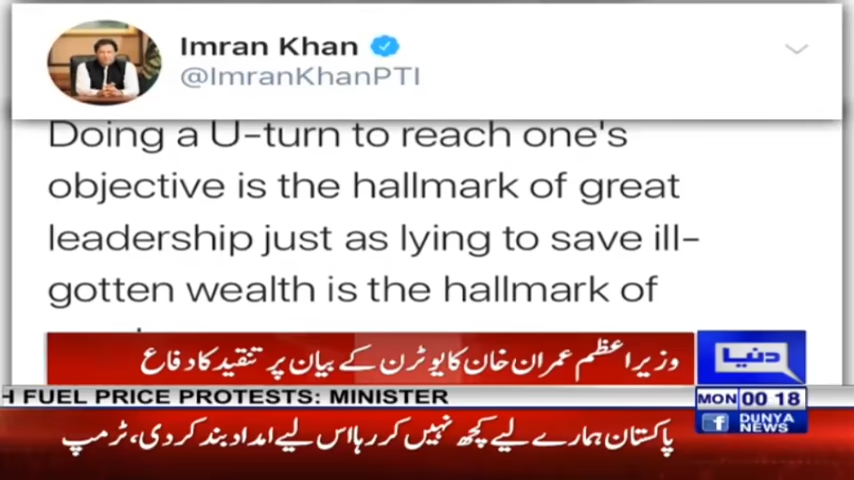 Imran Khan
@ImranKhanPTI
Doing a U-turn to reach one's
objective is the hallmark of great
leadership just as lying to save ill-
gotten wealth is the hallmark of
وزیراعظم عمران خان کا یوٹرن کے بیان پر تنقید کا دفاع
دنیا
H FUEL PRICE PROTESTS: MINISTER
MON 00 18
پاکستان ہمارے لیے کچھ نہیں کر رہا اس لیے امداد بند کر دی، ٹرمپ
f DUNYA
NEWS